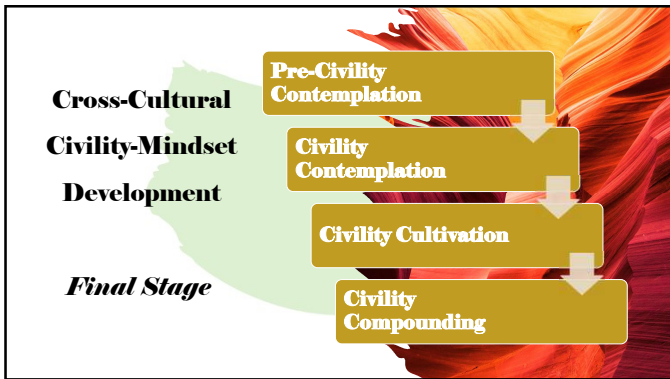 Cross-Cultural
Civility-Mindset
Development
Final Stage
Pre-Civility
Contemplation
Civility
Contemplation
Civility Cultivation
Civility
Compounding